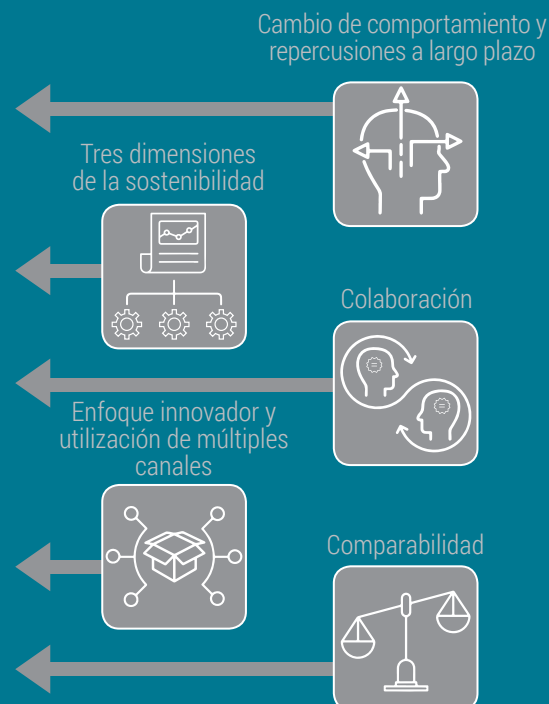 Cambio de comportamiento y
repercusiones a largo plazo
Tres dimensiones
de la sostenibilidad
Colaboración
Enfoque innovador y
utilización de múltiples
canales
Comparabilidad